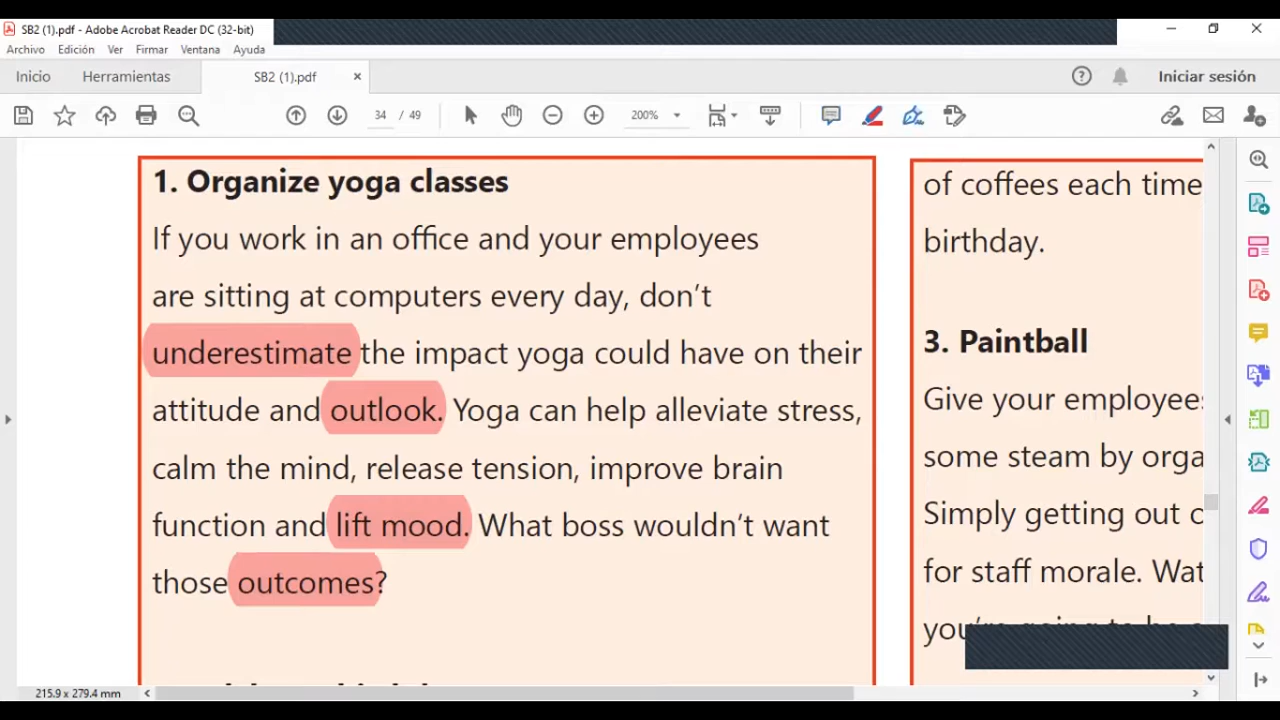 SB2 (1).pdf - Adobe Acrobat Reader DC (32-bit)
Archivo Edición Ver Firmar Ventana Ayuda
Inicio Herramientas SB2 (1).pdf Iniciar sesión
34 / 49 200%
1. Organize yoga classes
If you work in an office and your employees
are sitting at computers every day, don't
underestimate the impact yoga could have on their
attitude and outlook. Yoga can help alleviate stress,
calm the mind, release tension, improve brain
function and lift mood. What boss wouldn't want
those outcomes?
of coffees each time
birthday.
3. Paintball
Give your employees
some steam by orga
Simply getting out
for staff morale. Wat
215.9 x 279.4 mm